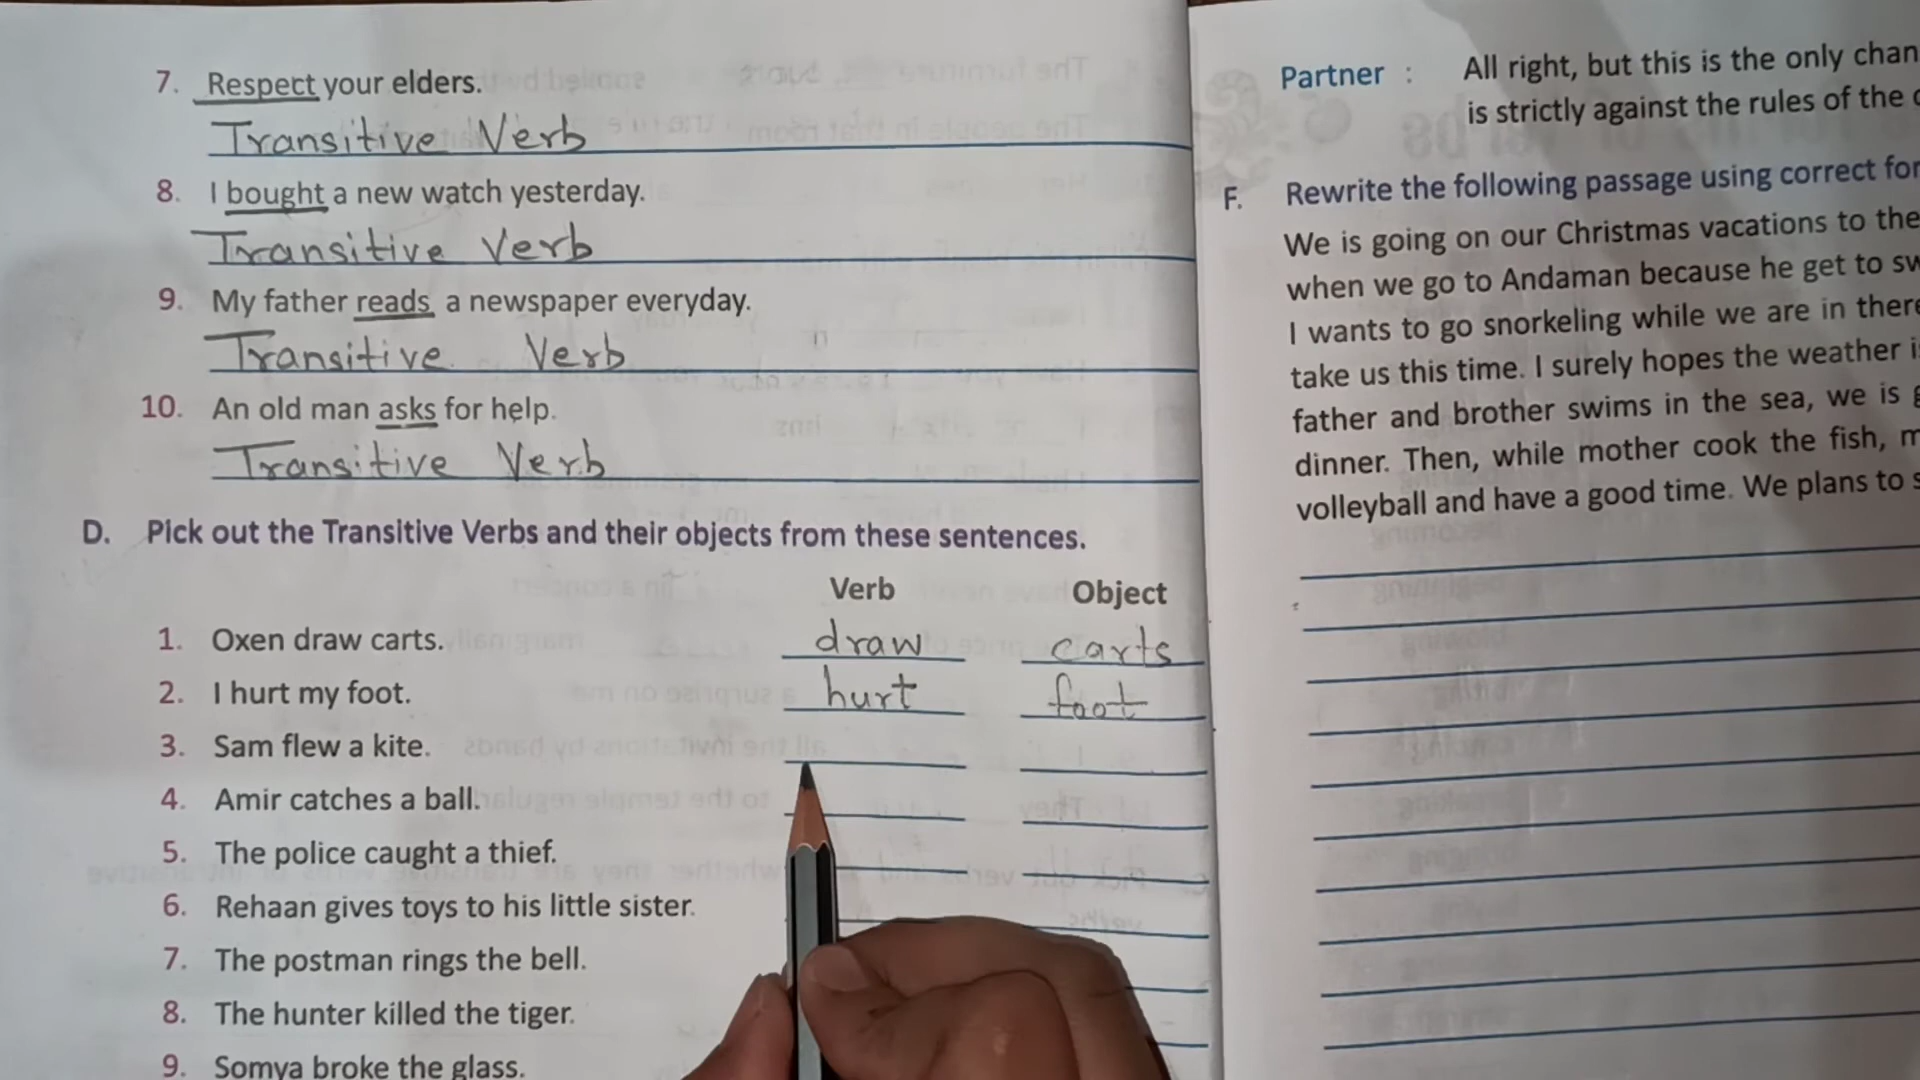 7. Respect your elders.
Transitive Verb
8. I bought a new watch yesterday.
Transitive Verb
9. My father reads a newspaper everyday.
Transitive Verb
10. An old man asks for help.
Transitive Verb
D. Pick out the Transitive Verbs and their objects from these sentences.
Verb Object
1. Oxen draw carts. draw carts
2. I hurt my foot. hurt foot
3. Sam flew a kite.
4. Amir catches a ball.
5. The police caught a thief.
6. Rehaan gives toys to his little sister.
7. The postman rings the bell.
8. The hunter killed the tiger.
9. Somya broke the glass.
Partner : All right, but this is the only chan
is strictly against the rules of the
F. Rewrite the following passage using correct for
We is going on our Christmas vacations to the
when we go to Andaman because he get to sw
I wants to go snorkeling while we are in there
take us this time. I surely hopes the weather
father and brother swims in the sea, we is
dinner. Then, while mother cook the fish,
volleyball and have a good time. We plans to